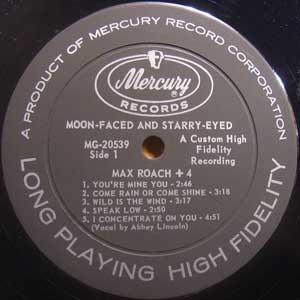 A PRODUCT OF MERCURY RECORD CORPORATION
Mercury
RECORDS
MOON-FACED AND STARRY-EYED
MG-20539
Side 1
A Custom High
Fidelity
Recording
MAX ROACH + 4
1. YOU'RE MINE YOU - 2:46
2. COME RAIN OR COME SHINE - 3:18
3. WILD IS THE WIND - 3:17
4. SPEAK LOW - 2:50
5. I CONCENTRATE ON YOU - 4:51
(Vocal by Abbey Lincoln)
LONG PLAYING HIGH FIDELITY